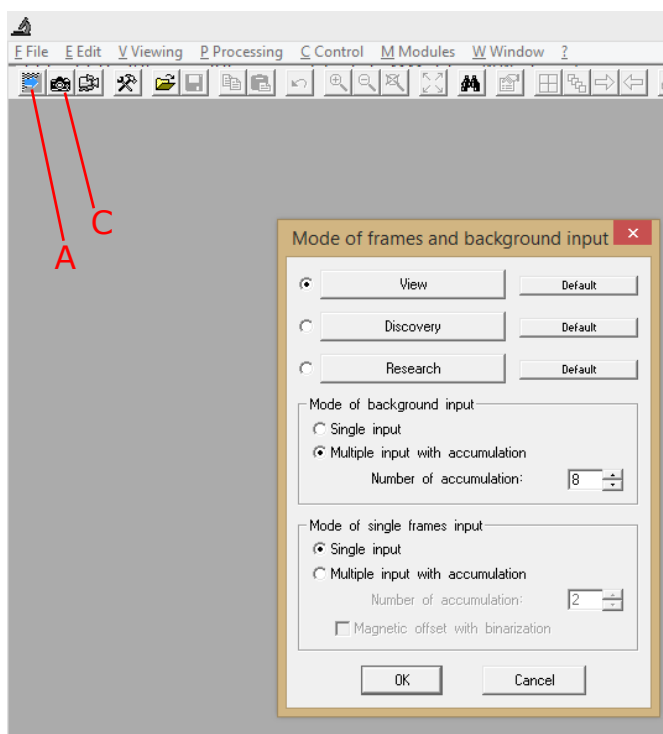 F File E Edit V Viewing P Processing C Control M Modules W Window ?
C
A
Mode of frames and background input
View Default
Discovery Default
Research Default
Mode of background input
Single input
Multiple input with accumulation
Number of accumulation: 8
Mode of single frames input
Single input
Multiple input with accumulation
Number of accumulation: 2
Magnetic offset with binarization
OK Cancel